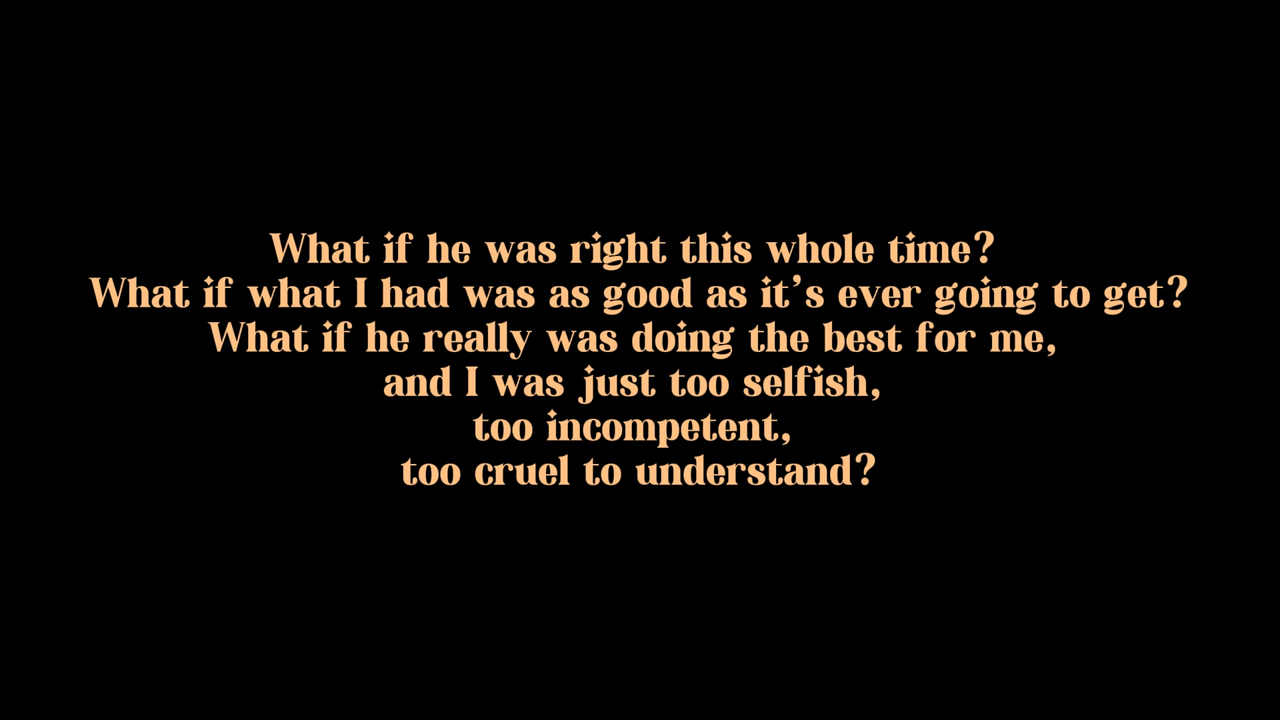 What if he was right this whole time?
What if what I had was as good as it’s ever going to get?
What if he really was doing the best for me,
and I was just too selfish,
too incompetent,
too cruel to understand?